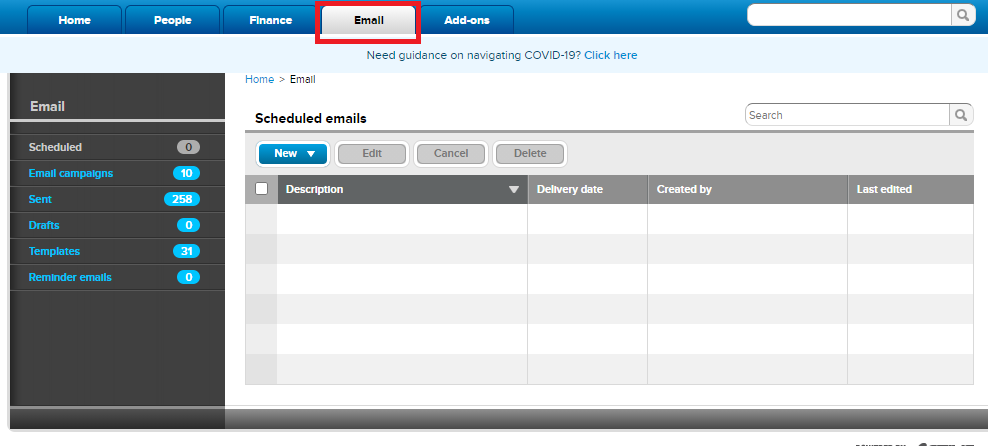 Home People Finance Email Add-ons
Need guidance on navigating COVID-19? Click here
Home > Email
Email
Scheduled 0
Email campaigns 10
Sent 258
Drafts 0
Templates 31
Reminder emails 0
Scheduled emails
Search
New Edit Cancel Delete
Description Delivery date Created by Last edited